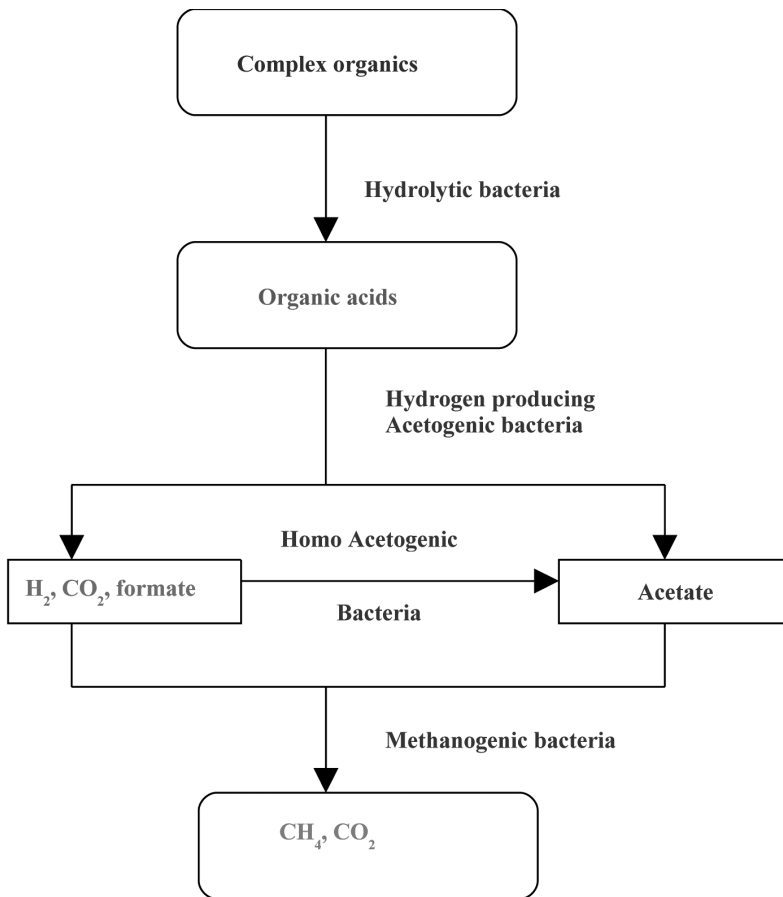 Complex organics
Hydrolytic bacteria
Organic acids
Hydrogen producing
Acetogenic bacteria
Homo Acetogenic
H₂, CO₂, formate
Acetate
Bacteria
Methanogenic bacteria
CH₄, CO₂